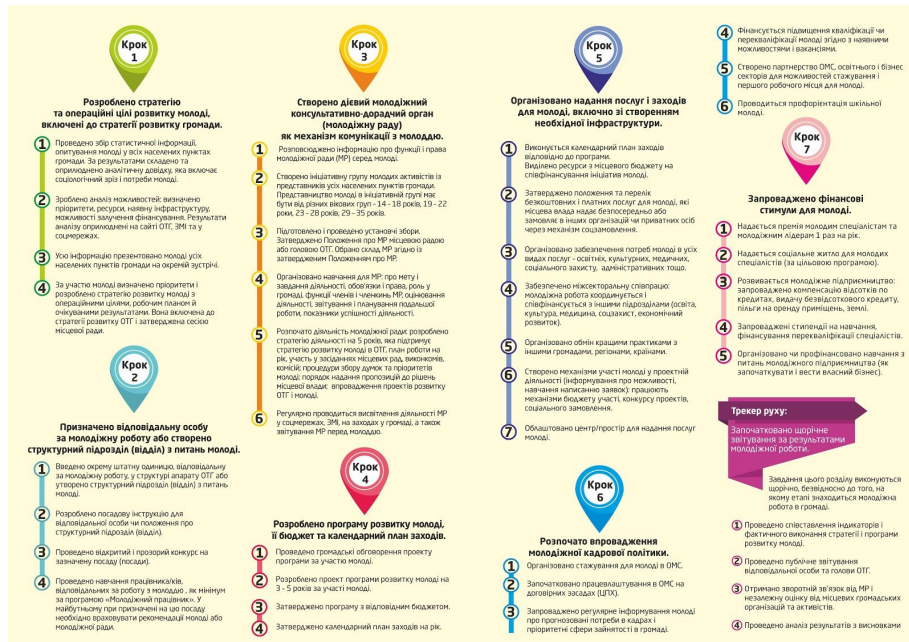 Крок
1
Розроблено стратегію
та операційні цілі розвитку молоді,
включені до стратегії розвитку громади.
1
Проведено збір статистичної інформації,
опитування молоді у всіх населених пунктах
громади. За результатами складено та
оприлюднено аналітичну довідку, яка включає
соціологічний зріз і потреби молоді.
2
Зроблено аналіз можливостей; визначено
пріоритети, ресурси, наявну інфраструктуру,
можливості залучення фінансування. Результати
аналізу оприлюднені на сайті ОТГ, ЗМІ та у
соцмережах.
3
Усю інформацію презентовано молоді усіх
населених пунктів громади на окремій зустрічі.
4
За участю молоді визначено пріоритети і
розроблено стратегію розвитку молоді з
операційними цілями, робочим планом й
очікуваними результатами. Вона включена до
стратегії розвитку ОТГ і затверджена сесією
місцевої ради.
Крок
2
Призначено відповідальну особу
за молодіжну роботу або створено
структурний підрозділ (відділ) з питань молоді.
1
Введено окрему штатну одиницю, відповідальну
за молодіжну роботу, у структурі апарату ОТГ або
утворено структурний підрозділ (відділ) з питань
молоді.
2
Розроблено посадову інструкцію для
відповідальної особи чи положення про
структурний підрозділ (відділ).
3
Проведено відкритий і прозорий конкурс на
зазначену посаду (посади).
4
Проведено навчання працівника/ків,
відповідальних за роботу з молоддю , як мінімум
за програмою «Молодіжний працівник». У
майбутньому при призначені на цю посаду
необхідно враховувати рекомендації молоді або
молодіжної ради.
Крок
3
Створено дієвий молодіжний
консультативно-дорадчий орган
(молодіжну раду)
як механізм комунікації з молоддю.
1
Розповсюджено інформацію про функції і права
молодіжної ради (МР) серед молоді.
2
Створено ініціативну групу молодих активістів із
представників усіх населених пунктів громади.
Представництво молоді в ініціативній групі має
бути від різних вікових груп - 14 - 18 років, 19 - 22
роки, 23 - 28 років, 29 - 35 років.
3
Підготовлено і проведено установчі збори.
Затверджено Положення про МР місцевою радою
або головою ОТГ. Обрано склад МР згідно із
затвердженим Положенням про МР.
4
Організовано навчання для МР: про мету і
завдання діяльності, обов'язки і права, роль у
громаді, функції членів і членкинь МР, оцінювання
діяльності, звітування і планування подальшої
роботи, показники успішності діяльності.
5
Розпочато діяльність молодіжної ради: розроблено
стратегію діяльності на 5 років, яка підтримує
стратегію розвитку молоді в ОТГ, план роботи на
рік, участь у засіданнях місцевих рад, виконкомів,
комісій; процедури збору думок та пріоритетів
молоді; порядок надання пропозицій до рішень
місцевої влади; впровадження проектів розвитку
ОТГ і молоді.
6
Регулярно проводиться висвітлення діяльності МР
у соцмережах, ЗМІ, на заходах у громаді, а також
звітування МР перед молоддю.
Крок
4
Розроблено програму розвитку молоді,
її бюджет та календарний план заходів.
1
Проведено громадські обговорення проекту
програми за участю молоді.
2
Розроблено проект програми розвитку молоді на
3 - 5 років за участі молоді.
3
Затверджено програму з відповідним бюджетом.
4
Затверджено календарний план заходів на рік.
Крок
5
Організовано надання послуг і заходів
для молоді, включно зі створенням
необхідної інфраструктури.
1
Виконується календарний план заходів
відповідно до програми.
Виділено ресурси з місцевого бюджету на
співфінансування ініціатив молоді.
2
Затверджено положення та перелік
безкоштовних і платних послуг для молоді, які
місцева влада надає безпосередньо або
замовляє в інших організацій чи приватних осіб
через механізм соцзамовлення.
3
Організовано забезпечення потреб молоді в усіх
видах послуг - освітніх, культурних, медичних,
соціального захисту, адміністративних тощо.
4
Забезпечено міжсекторальну співпрацю:
молодіжна робота координується і
співфінансується з іншими підрозділами (освіта,
культура, медицина, соцзахист, економічний
розвиток).
5
Організовано обмін кращими практиками з
іншими громадами, регіонами, країнами.
6
Створено механізми участі молоді у проектній
діяльності (інформування про можливості,
навчання написанню заявок): працюють
механізми бюджету участі, конкурсу проектів,
соціального замовлення.
7
Облаштовано центр/простір для надання послуг
молоді.
Крок
6
Розпочато впровадження
молодіжної кадрової політики.
1
Організовано стажування для молоді в ОМС.
2
Започатковано працевлаштування в ОМС на
договірних засадах (ЦПХ).
3
Запроваджено регулярне інформування молоді
про прогнозовані потреби в кадрах і
пріоритетні сфери зайнятості в громаді.
4
Фінансується підвищення кваліфікації чи
перекваліфікації молоді згідно з наявними
можливостями і вакансіями.
5
Створено партнерство ОМС, освітнього і бізнес
секторів для можливостей стажування і
першого робочого місця для молоді.
6
Проводиться профорієнтація шкільної
молоді.
Крок
7
Запроваджено фінансові
стимули для молоді.
1
Надається премія молодим спеціалістам та
молодіжним лідерам 1 раз на рік.
2
Надається соціальне житло для молодих
спеціалістів (за цільовою програмою).
3
Розвивається молодіжне підприємництво:
запроваджено компенсацію відсотків по
кредитах, видачу безвідсоткового кредиту,
пільги на оренду приміщень, землі.
4
Запроваджені стипендії на навчання,
фінансування перекваліфікації спеціалістів.
5
Організовано чи профінансовано навчання з
питань молодіжного підприємництва (як
започаткувати і вести власний бізнес).
Трекер руху:
Започатковано щорічне
звітування за результатами
молодіжної роботи.
Завдання цього розділу виконуються
щорічно, безвідносно до того, на
якому етапі знаходиться молодіжна
робота в громаді.
1
Проведено співставлення індикаторів і
фактичного виконання стратегії і програми
розвитку молоді.
2
Проведено публічне звітування
відповідальної особи та голови ОТГ.
3
Отримано зворотній зв'язок від МР і
незалежну оцінку від місцевих громадських
організацій та активістів.
4
Проведено аналіз результатів з висновками